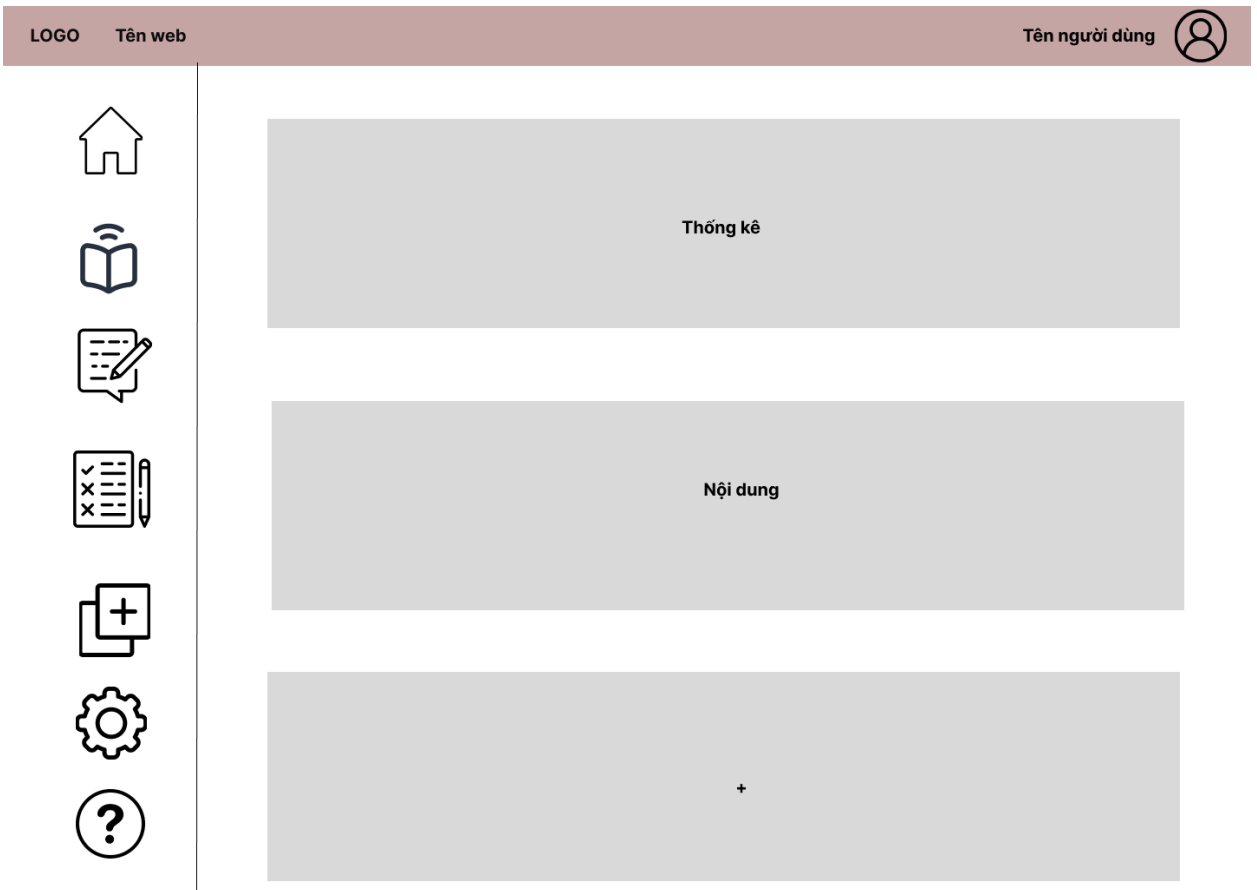 LOGO Tên web Tên người dùng
Thống kê
Nội dung
+
?